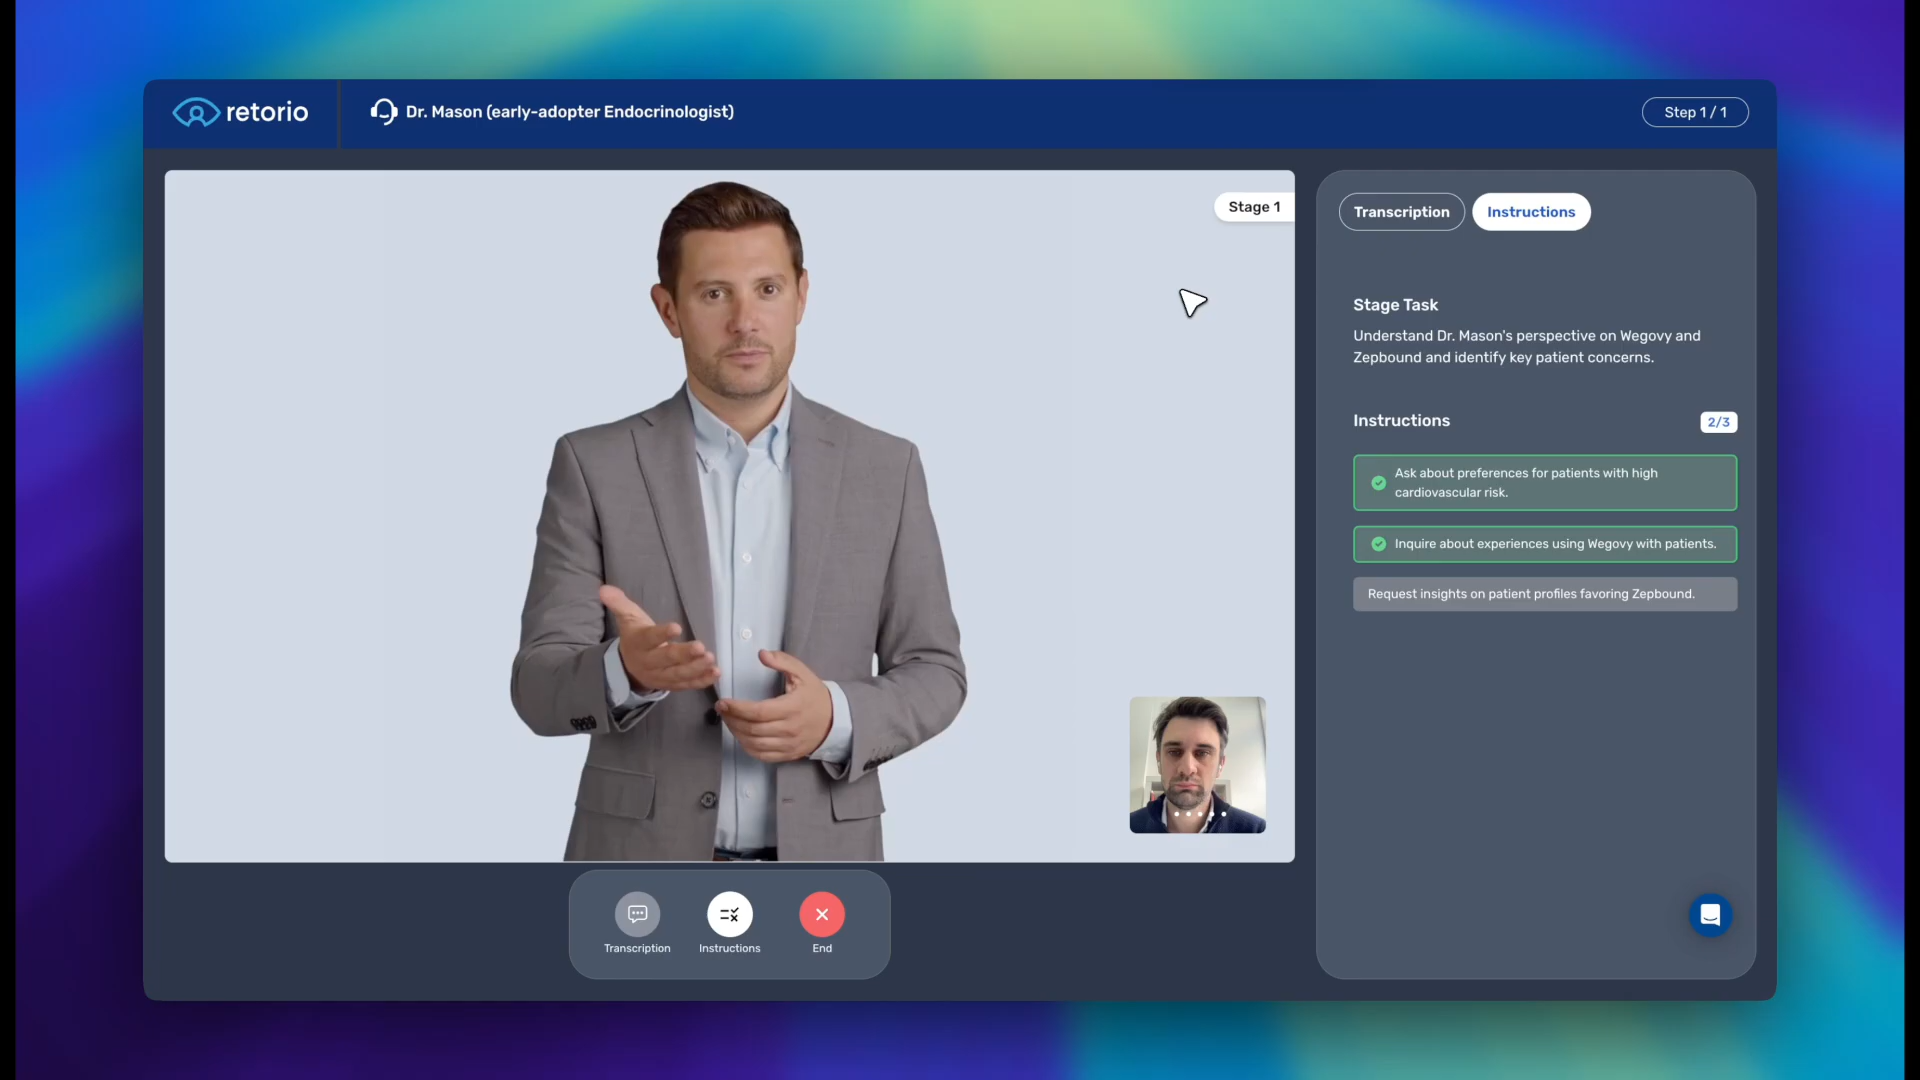 retorio
Dr. Mason (early-adopter Endocrinologist)
Step 1 / 1
Stage 1
Transcription
Instructions
Stage Task
Understand Dr. Mason's perspective on Wegovy and
Zepbound and identify key patient concerns.
Instructions
2/3
Ask about preferences for patients with high
cardiovascular risk.
Inquire about experiences using Wegovy with patients.
Request insights on patient profiles favoring Zepbound.
Transcription
Instructions
End